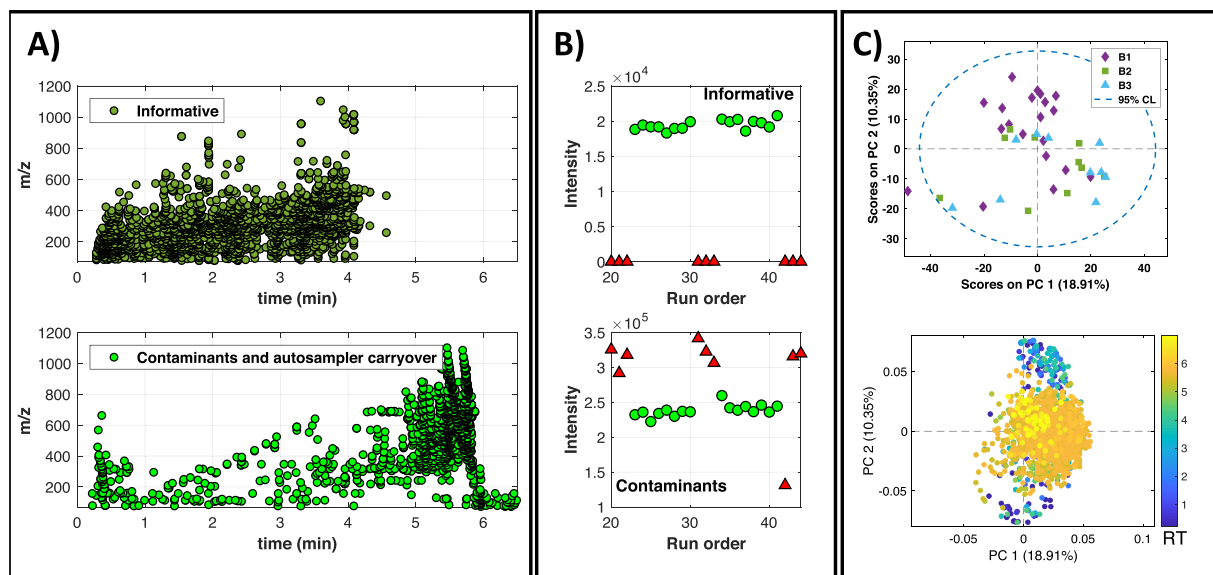 A)
1200
1000
800
600
400
200
m/z
Informative
0 1 2 3 4 5 6
time (min)
1200
1000
800
600
400
200
m/z
Contaminants and autosampler carryover
0 1 2 3 4 5 6
time (min)
B)
×10⁴
2.5
2
1.5
1
0.5
0
Intensity
Informative
20 30 40
Run order
×10⁵
3.5
3
2.5
2
1.5
1
Intensity
Contaminants
20 30 40
Run order
C)
30
20
10
0
-10
-20
-30
Scores on PC 2 (10.35%)
B1
B2
B3
95% CL
-40 -20 0 20 40
Scores on PC 1 (18.91%)
0.05
0
-0.05
PC 2 (10.35%)
-0.05 0 0.05 0.1
PC 1 (18.91%)
6
5
4
3
2
1
RT